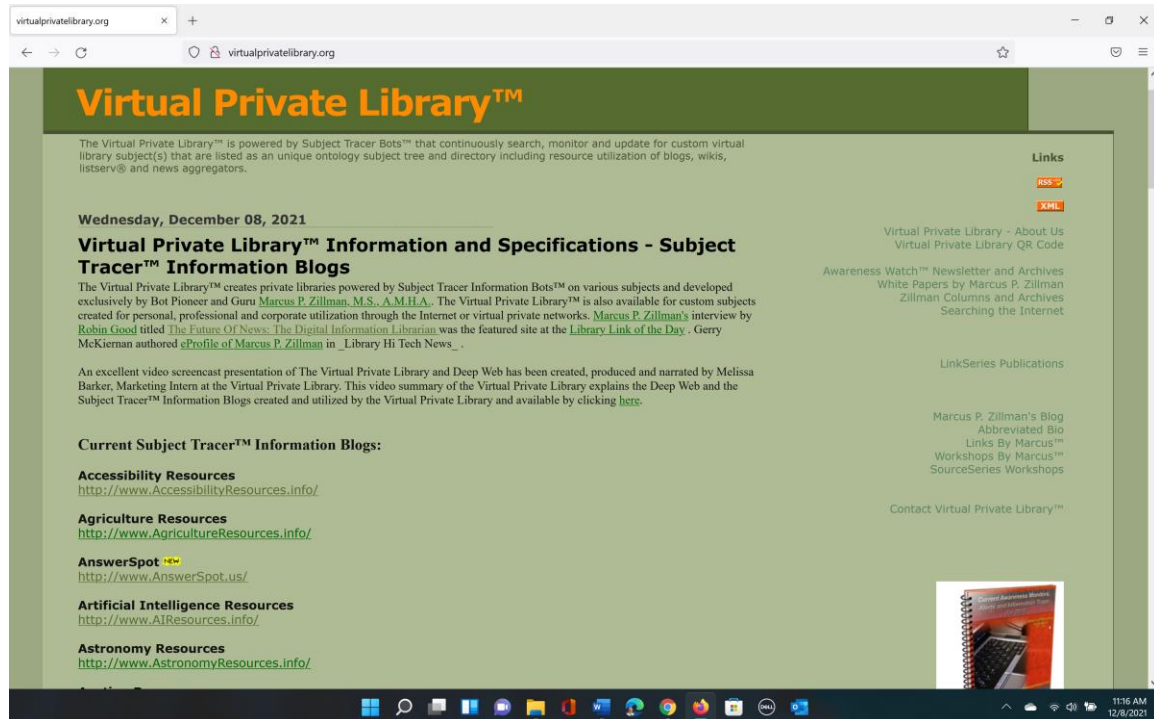 virtualprivatelibrary.org
virtualprivatelibrary.org
Virtual Private Library™
The Virtual Private Library™ is powered by Subject Tracer Bots™ that continuously search, monitor and update for custom virtual
library subject(s) that are listed as an unique ontology subject tree and directory including resource utilization of blogs, wikis,
listserv® and news aggregators.
Wednesday, December 08, 2021
Virtual Private Library™ Information and Specifications - Subject
Tracer™ Information Blogs
The Virtual Private Library™ creates private libraries powered by Subject Tracer Information Bots™ on various subjects and developed
exclusively by Bot Pioneer and Guru Marcus P. Zillman, M.S., A.M.H.A.. The Virtual Private Library™ is also available for custom subjects
created for personal, professional and corporate utilization through the Internet or virtual private networks. Marcus P. Zillman's interview by
Robin Good titled The Future Of News: The Digital Information Librarian was the featured site at the Library Link of the Day . Gerry
McKiernan authored eProfile of Marcus P. Zillman in _Library Hi Tech News_ .
An excellent video screencast presentation of The Virtual Private Library and Deep Web has been created, produced and narrated by Melissa
Barker, Marketing Intern at the Virtual Private Library. This video summary of the Virtual Private Library explains the Deep Web and the
Subject Tracer™ Information Blogs created and utilized by the Virtual Private Library and available by clicking here.
Current Subject Tracer™ Information Blogs:
Accessibility Resources
http://www.AccessibilityResources.info/
Agriculture Resources
http://www.AgricultureResources.info/
AnswerSpot NEW
http://www.AnswerSpot.us/
Artificial Intelligence Resources
http://www.AIResources.info/
Astronomy Resources
http://www.AstronomyResources.info/
Links
RSS
XML
Virtual Private Library - About Us
Virtual Private Library QR Code
Awareness Watch™ Newsletter and Archives
White Papers by Marcus P. Zillman
Zillman Columns and Archives
Searching the Internet
LinkSeries Publications
Marcus P. Zillman's Blog
Abbreviated Bio
Links By Marcus™
Workshops By Marcus™
SourceSeries Workshops
Contact Virtual Private Library™
Current Awareness Monitors,
DELL
11:16 AM
12/8/2021